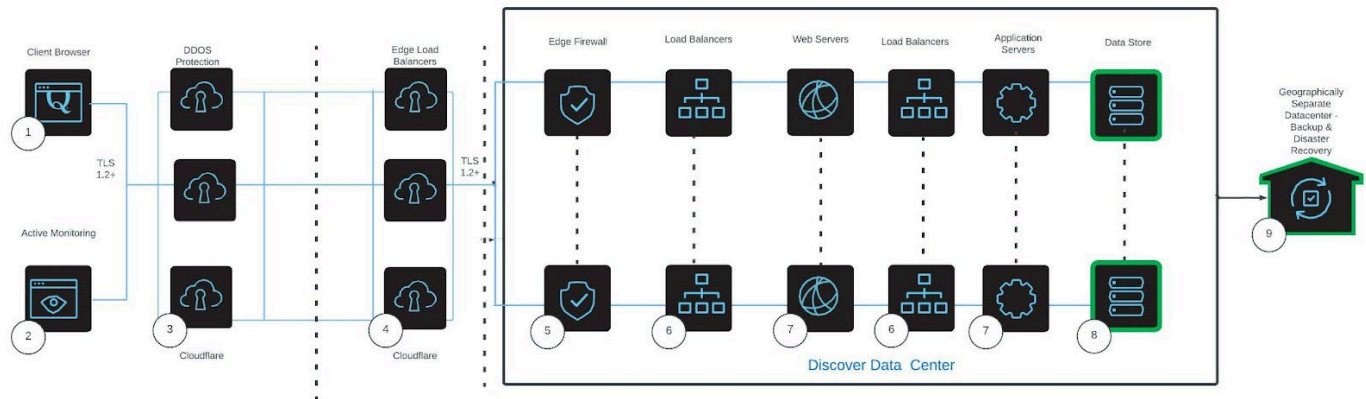 Client Browser
1
TLS
1.2+
Active Monitoring
2
DDOS
Protection
3
Cloudflare
Edge Load
Balancers
4
Cloudflare
TLS
1.2+
Edge Firewall
5
Load Balancers
6
Web Servers
7
Load Balancers
6
Application
Servers
7
Data Store
8
Discover Data Center
Geographically
Separate
Datacenter -
Backup &
Disaster
Recovery
9